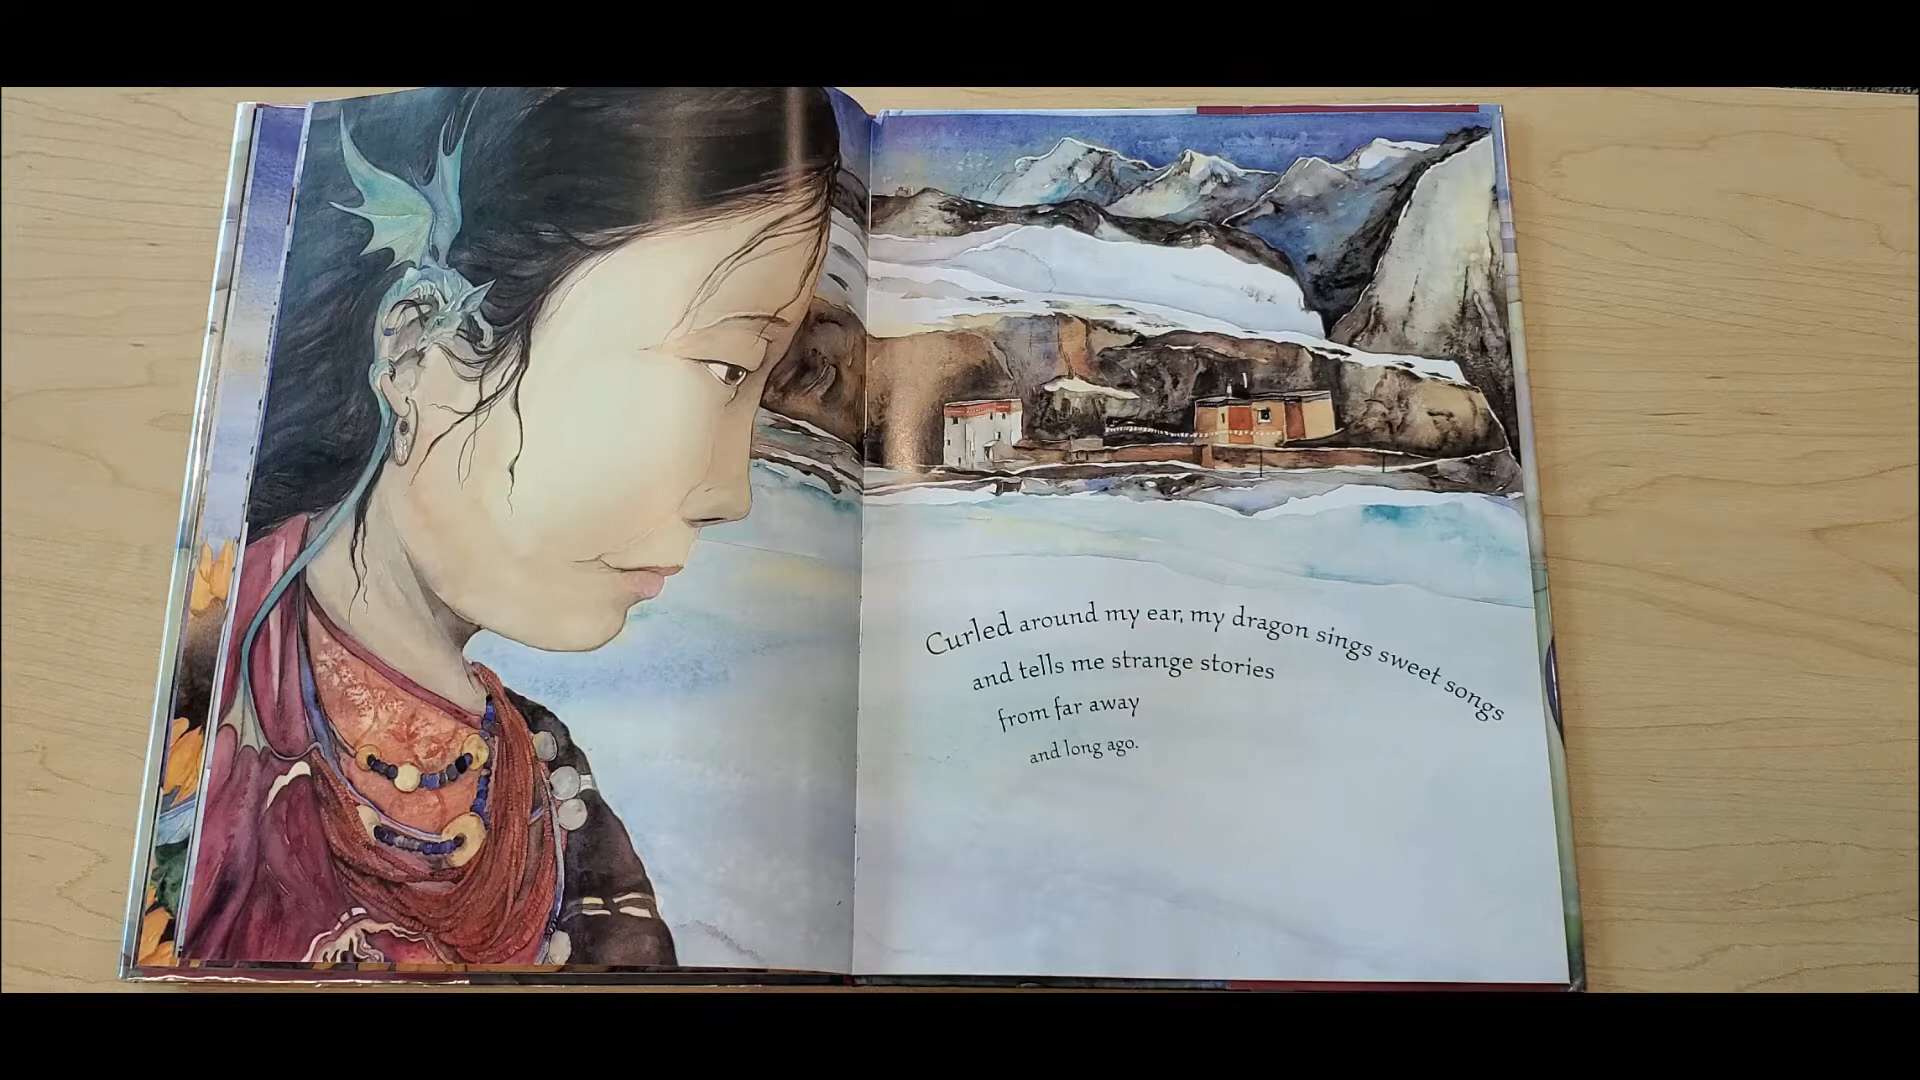 Curled around my ear, my dragon sings sweet songs
and tells me strange stories
from far away
and long ago.